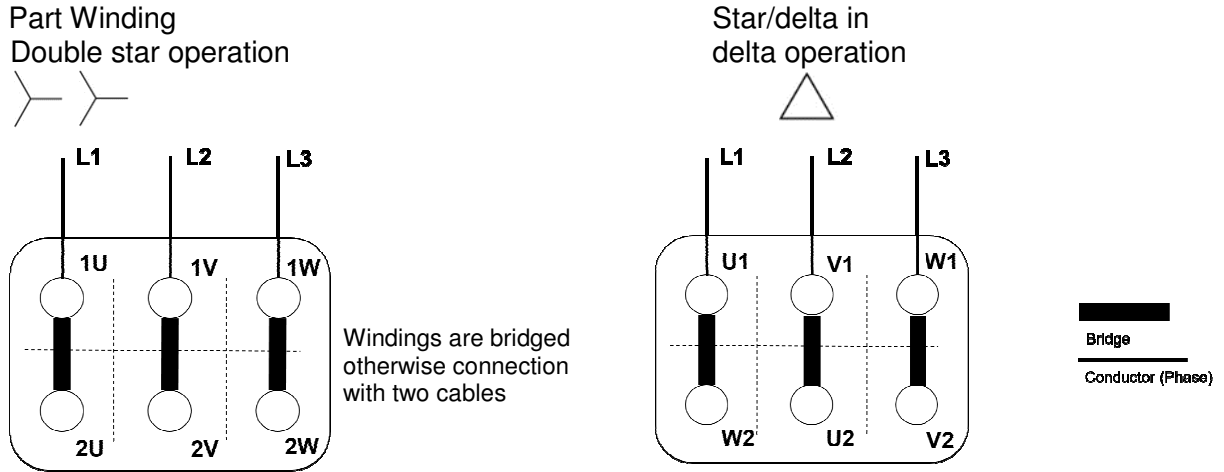 Part Winding
Double star operation
L1 L2 L3
1U 1V 1W
2U 2V 2W
Windings are bridged
otherwise connection
with two cables
Star/delta in
delta operation
L1 L2 L3
U1 V1 W1
W2 U2 V2
Bridge
Conductor (Phase)